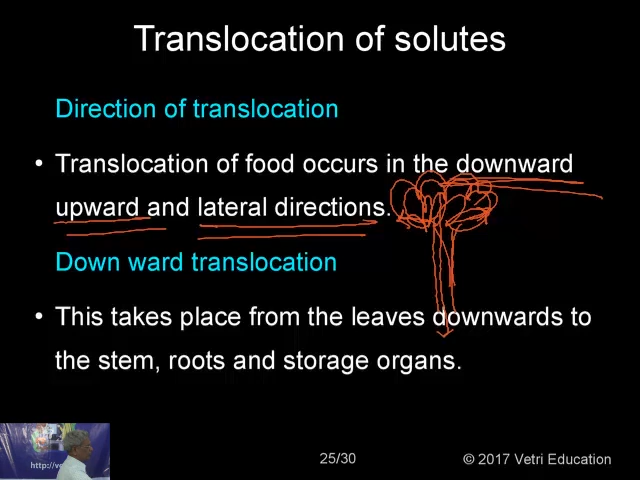 Translocation of solutes
Direction of translocation
• Translocation of food occurs in the downward
upward and lateral directions.
Down ward translocation
• This takes place from the leaves downwards to
the stem, roots and storage organs.
25/30
© 2017 Vetri Education